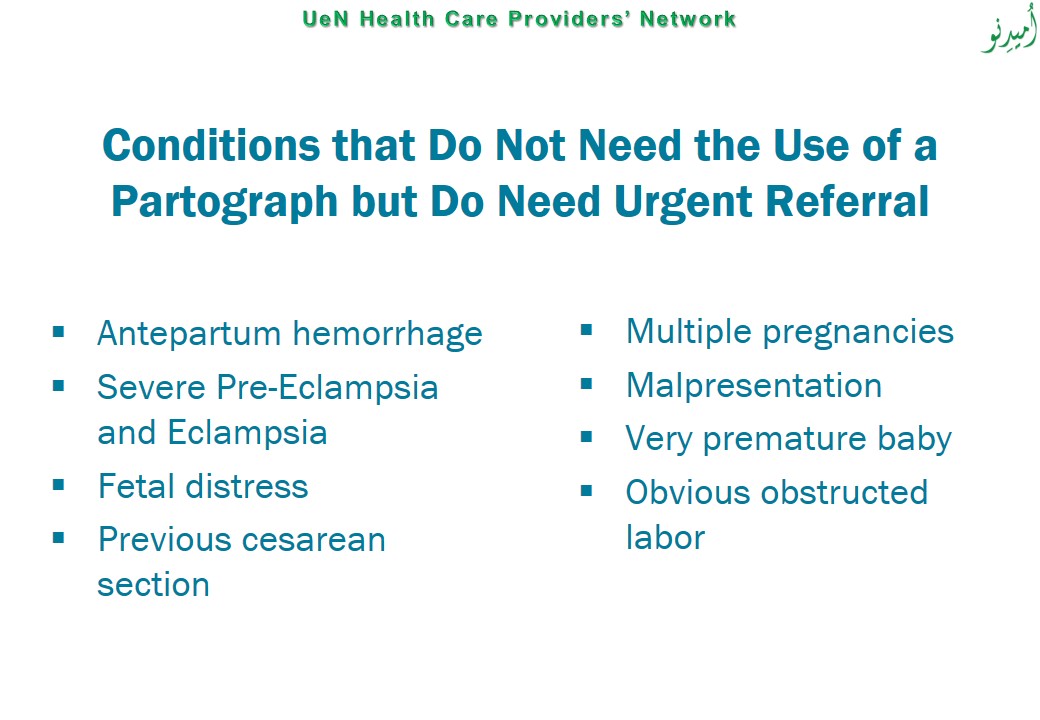 UeN Health Care Providers' Network
اُمیدِنو
Conditions that Do Not Need the Use of a
Partograph but Do Need Urgent Referral
▪ Antepartum hemorrhage
▪ Severe Pre-Eclampsia
and Eclampsia
▪ Fetal distress
▪ Previous cesarean
section
▪ Multiple pregnancies
▪ Malpresentation
▪ Very premature baby
▪ Obvious obstructed
labor